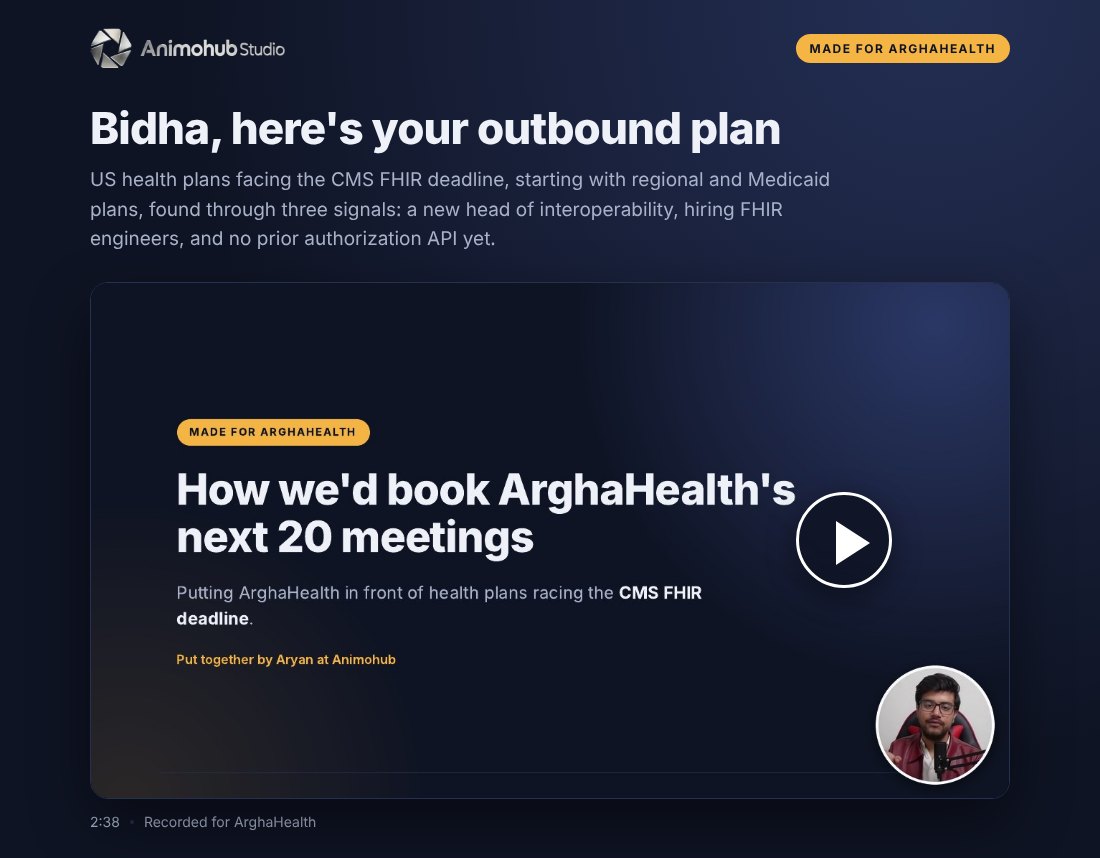 Animohub Studio
MADE FOR ARGHAHEALTH
Bidha, here's your outbound plan
US health plans facing the CMS FHIR deadline, starting with regional and Medicaid
plans, found through three signals: a new head of interoperability, hiring FHIR
engineers, and no prior authorization API yet.
MADE FOR ARGHAHEALTH
How we'd book ArghaHealth's
next 20 meetings
Putting ArghaHealth in front of health plans racing the CMS FHIR
deadline.
Put together by Aryan at Animohub
2:38 • Recorded for ArghaHealth